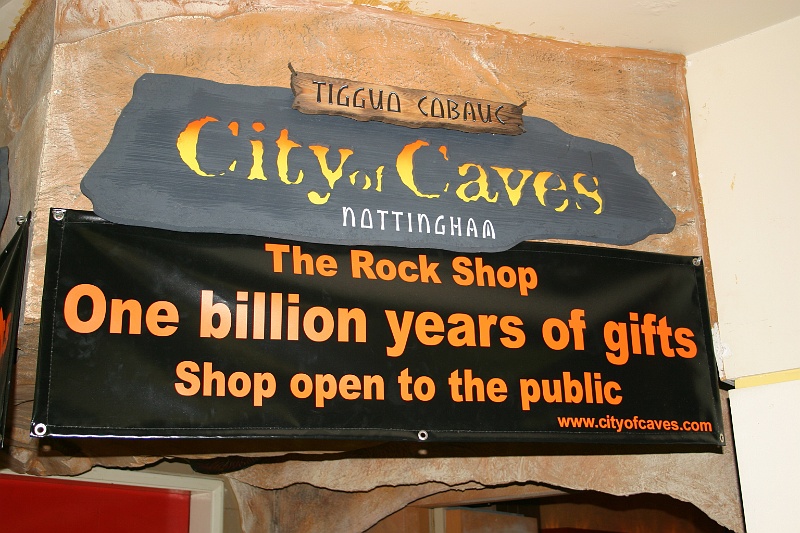 TIGGUO COBAUC
City of Caves
NOTTINGHAM
The Rock Shop
One billion years of gifts
Shop open to the public
www.cityofcaves.com